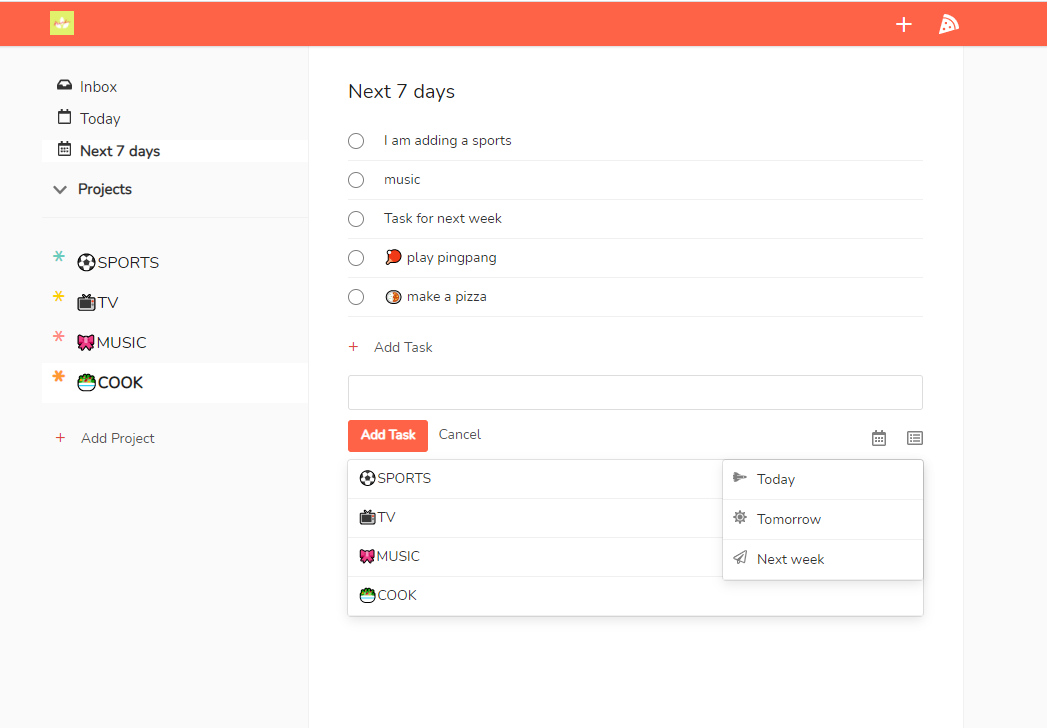 Inbox
Today
Next 7 days
Projects
SPORTS
TV
MUSIC
COOK
+ Add Project
Next 7 days
I am adding a sports
music
Task for next week
play pingpang
make a pizza
+ Add Task
Add Task Cancel
SPORTS
TV
MUSIC
COOK
Today
Tomorrow
Next week